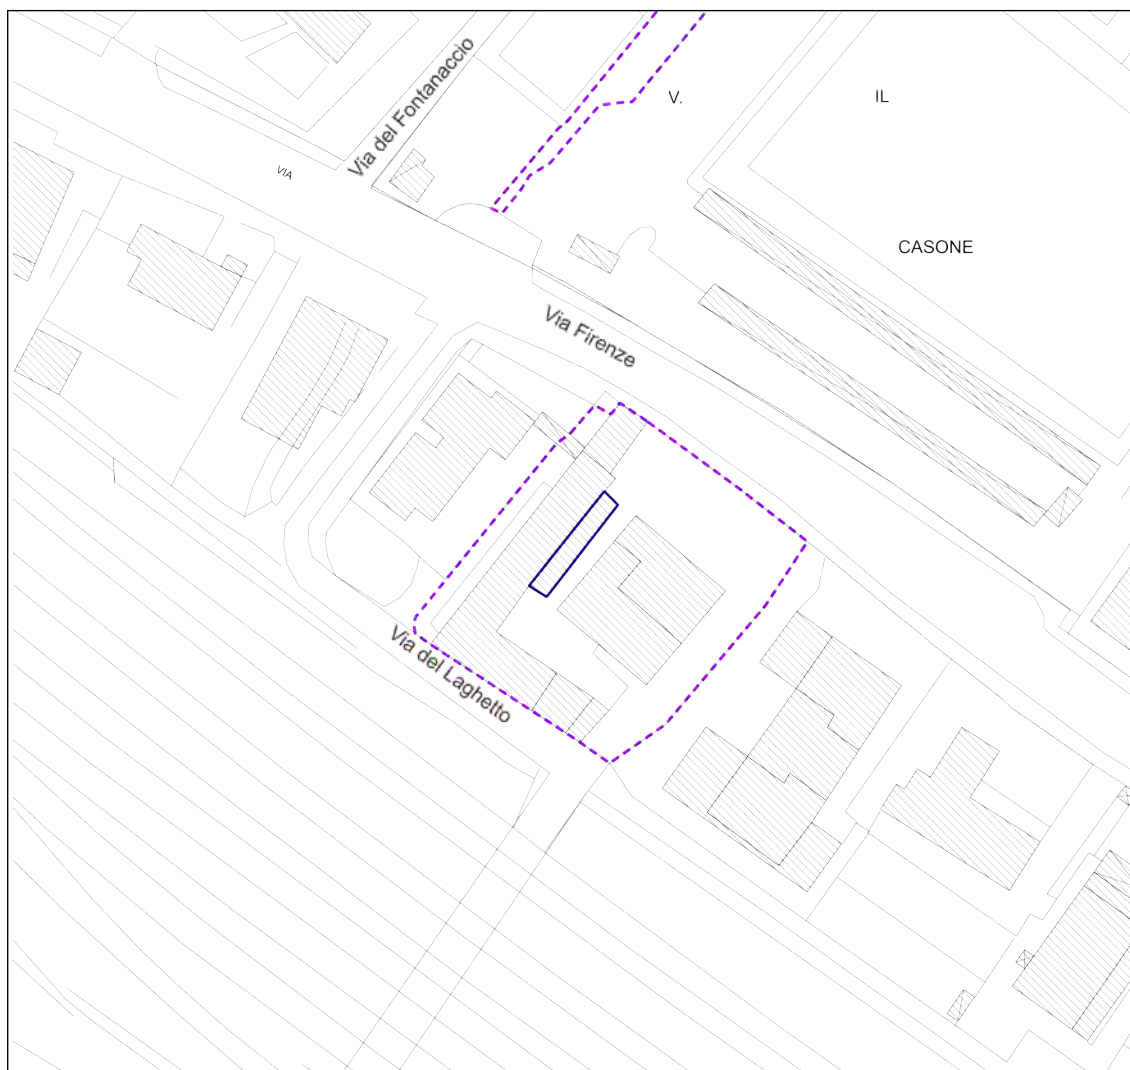 Via del Fontanaccio
V.
IL
VIA
CASONE
Via Firenze
Via del Laghetto